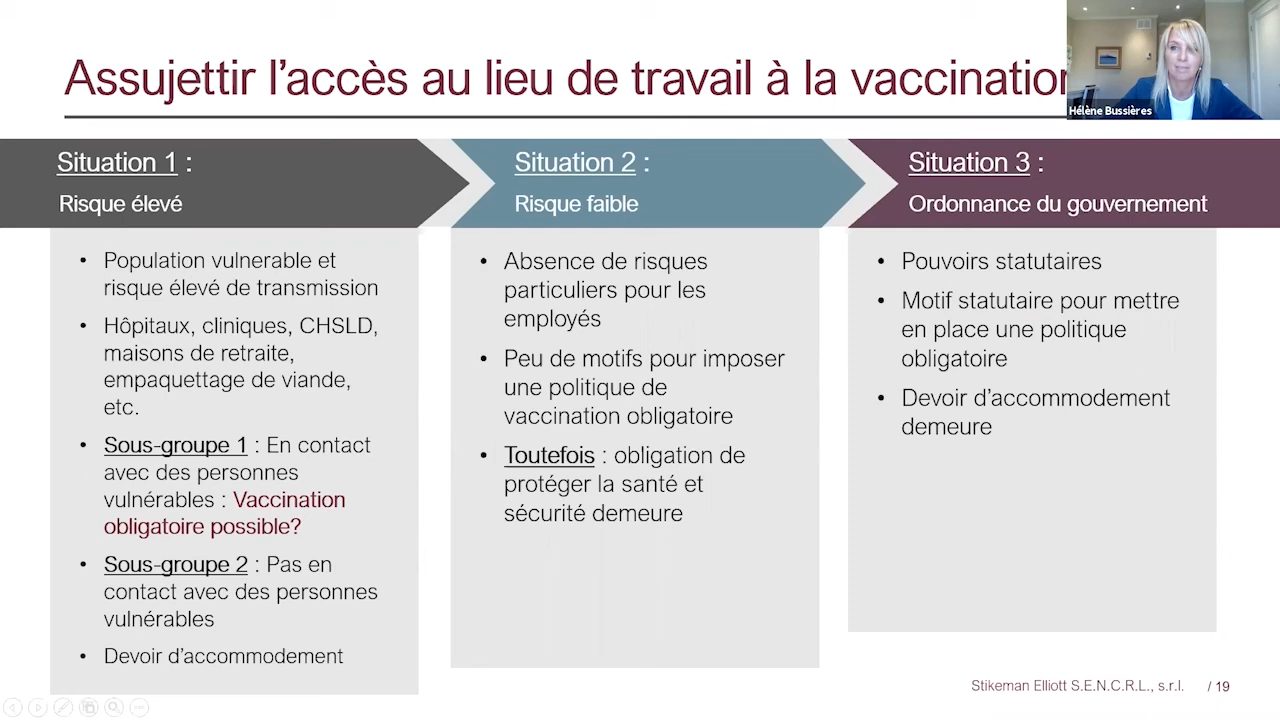 Assujettir l'accès au lieu de travail à la vaccination
Hélène Bussières
Situation 1 :
Risque élevé
• Population vulnerable et
risque élevé de transmission
• Hôpitaux, cliniques, CHSLD,
maisons de retraite,
empaquettage de viande,
etc.
• Sous-groupe 1 : En contact
avec des personnes
vulnérables : Vaccination
obligatoire possible?
• Sous-groupe 2 : Pas en
contact avec des personnes
vulnérables
• Devoir d'accommodement
Situation 2 :
Risque faible
• Absence de risques
particuliers pour les
employés
• Peu de motifs pour imposer
une politique de
vaccination obligatoire
• Toutefois : obligation de
protéger la santé et
sécurité demeure
Situation 3 :
Ordonnance du gouvernement
• Pouvoirs statutaires
• Motif statutaire pour mettre
en place une politique
obligatoire
• Devoir d'accommodement
demeure
Stikeman Elliott S.E.N.C.R.L., s.r.l. / 19